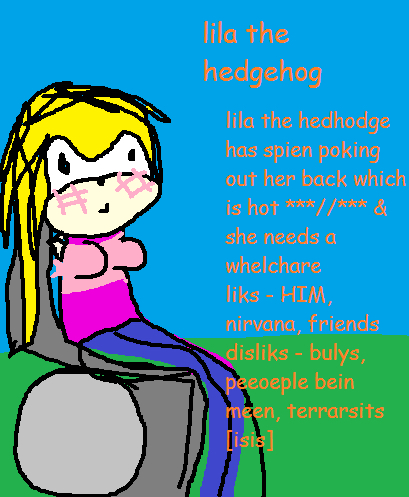 lila the
hedgehog
lila the hedhodge
has spien poking
out her back which
is hot ***//*** &
she needs a
whelchare
liks - HIM,
nirvana, friends
disliks - bulys,
peeoeple bein
meen, terrarsits
[isis]